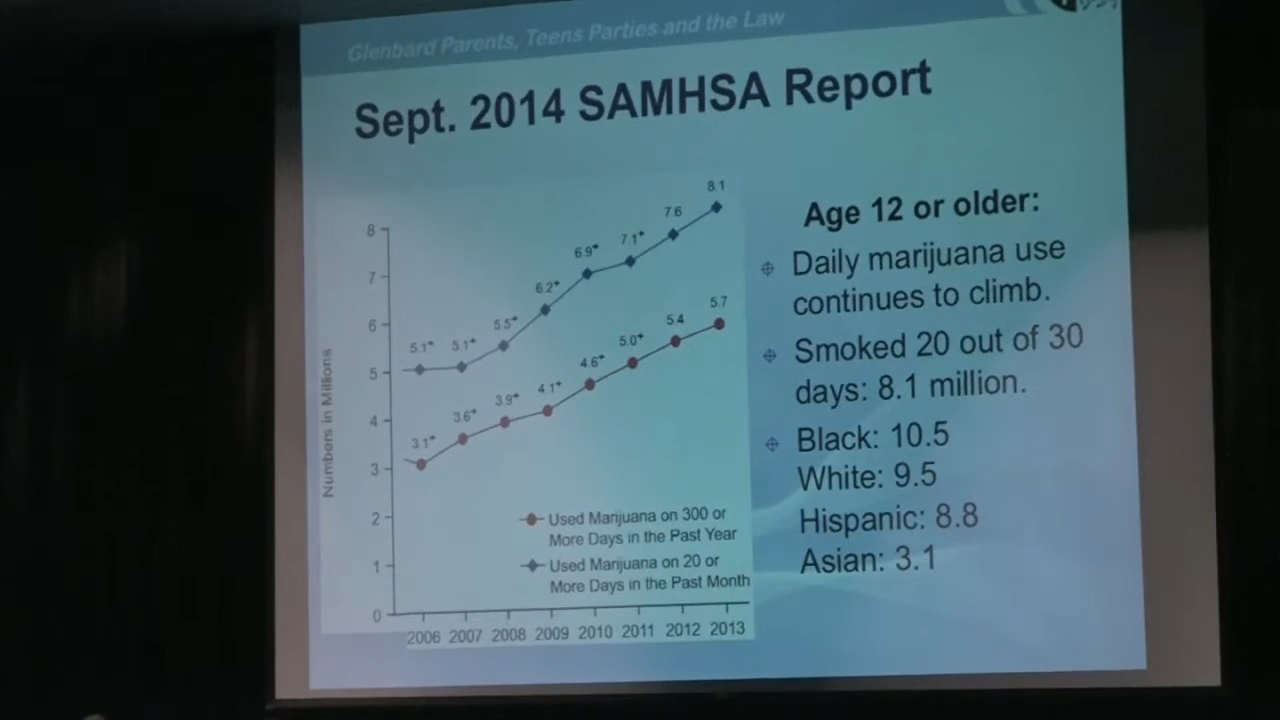 Glenbard Parents, Teens Parties and the Law
Sept. 2014 SAMHSA Report
8.1
7.6
7.1+
6.9+
6.2+
5.5+
5.1+ 5.1+
5.7
5.4
5.0+
4.6+
4.1+
3.9+
3.6+
3.1+
8
7
6
5
4
3
2
1
0
Numbers in Millions
Used Marijuana on 300 or
More Days in the Past Year
Used Marijuana on 20 or
More Days in the Past Month
2006 2007 2008 2009 2010 2011 2012 2013
Age 12 or older:
Daily marijuana use
continues to climb.
Smoked 20 out of 30
days: 8.1 million.
Black: 10.5
White: 9.5
Hispanic: 8.8
Asian: 3.1